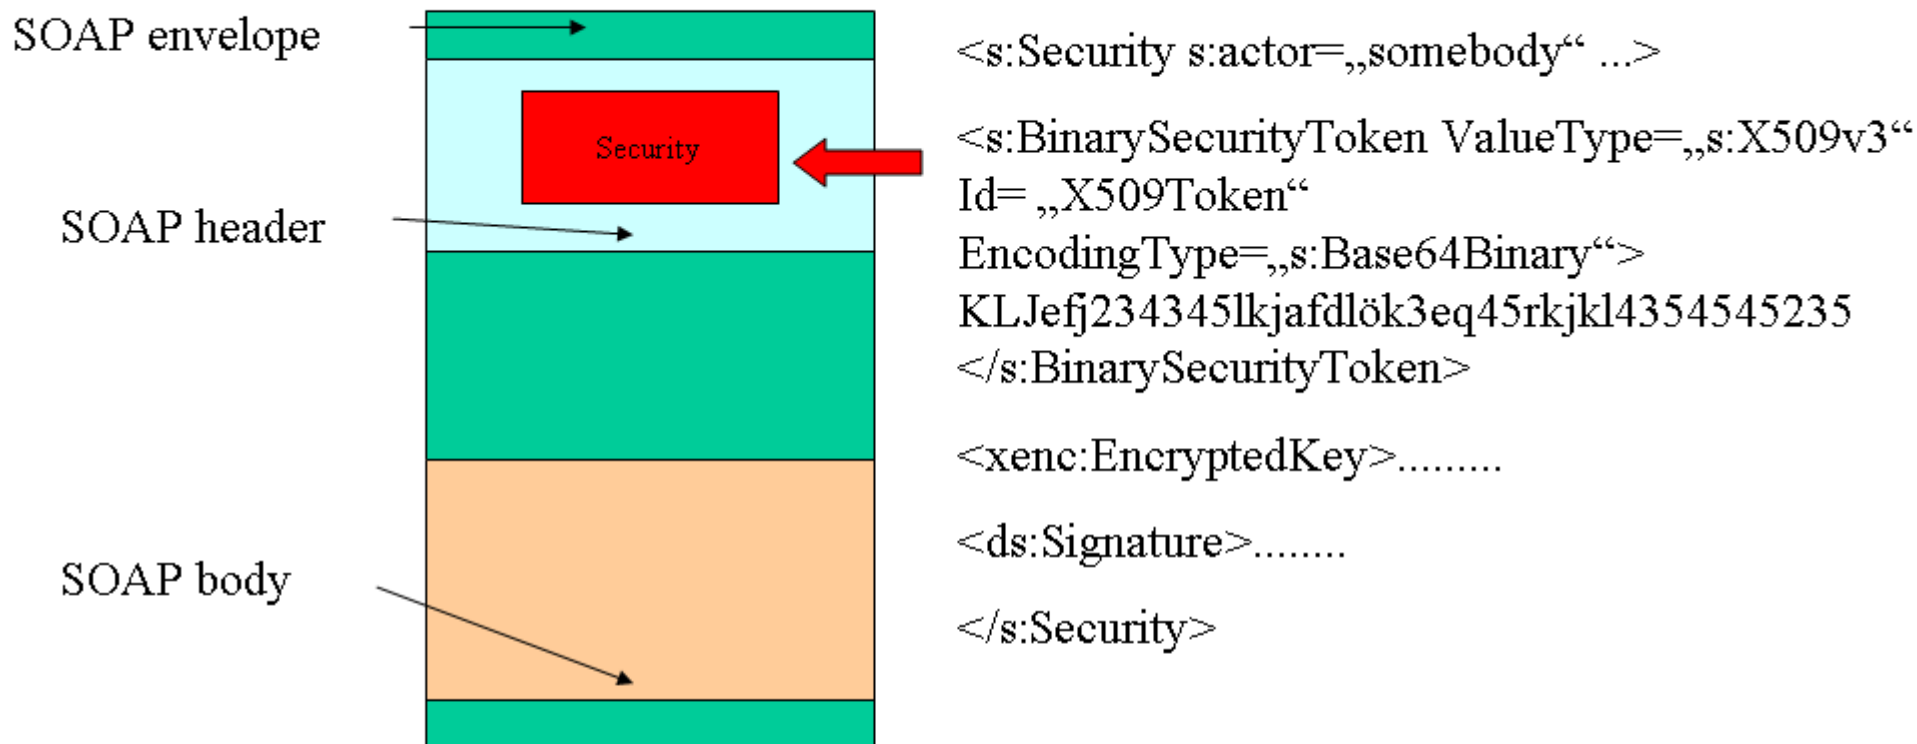 SOAP envelope
Security
SOAP header
SOAP body
<s:Security s:actor=„somebody“ ...>
<s:BinarySecurityToken ValueType=„s:X509v3“
Id= „X509Token“
EncodingType=„s:Base64Binary“>
KLJefj234345lkjafdlök3eq45rkjkl4354545235
</s:BinarySecurityToken>
<xenc:EncryptedKey>.........
<ds:Signature>........
</s:Security>